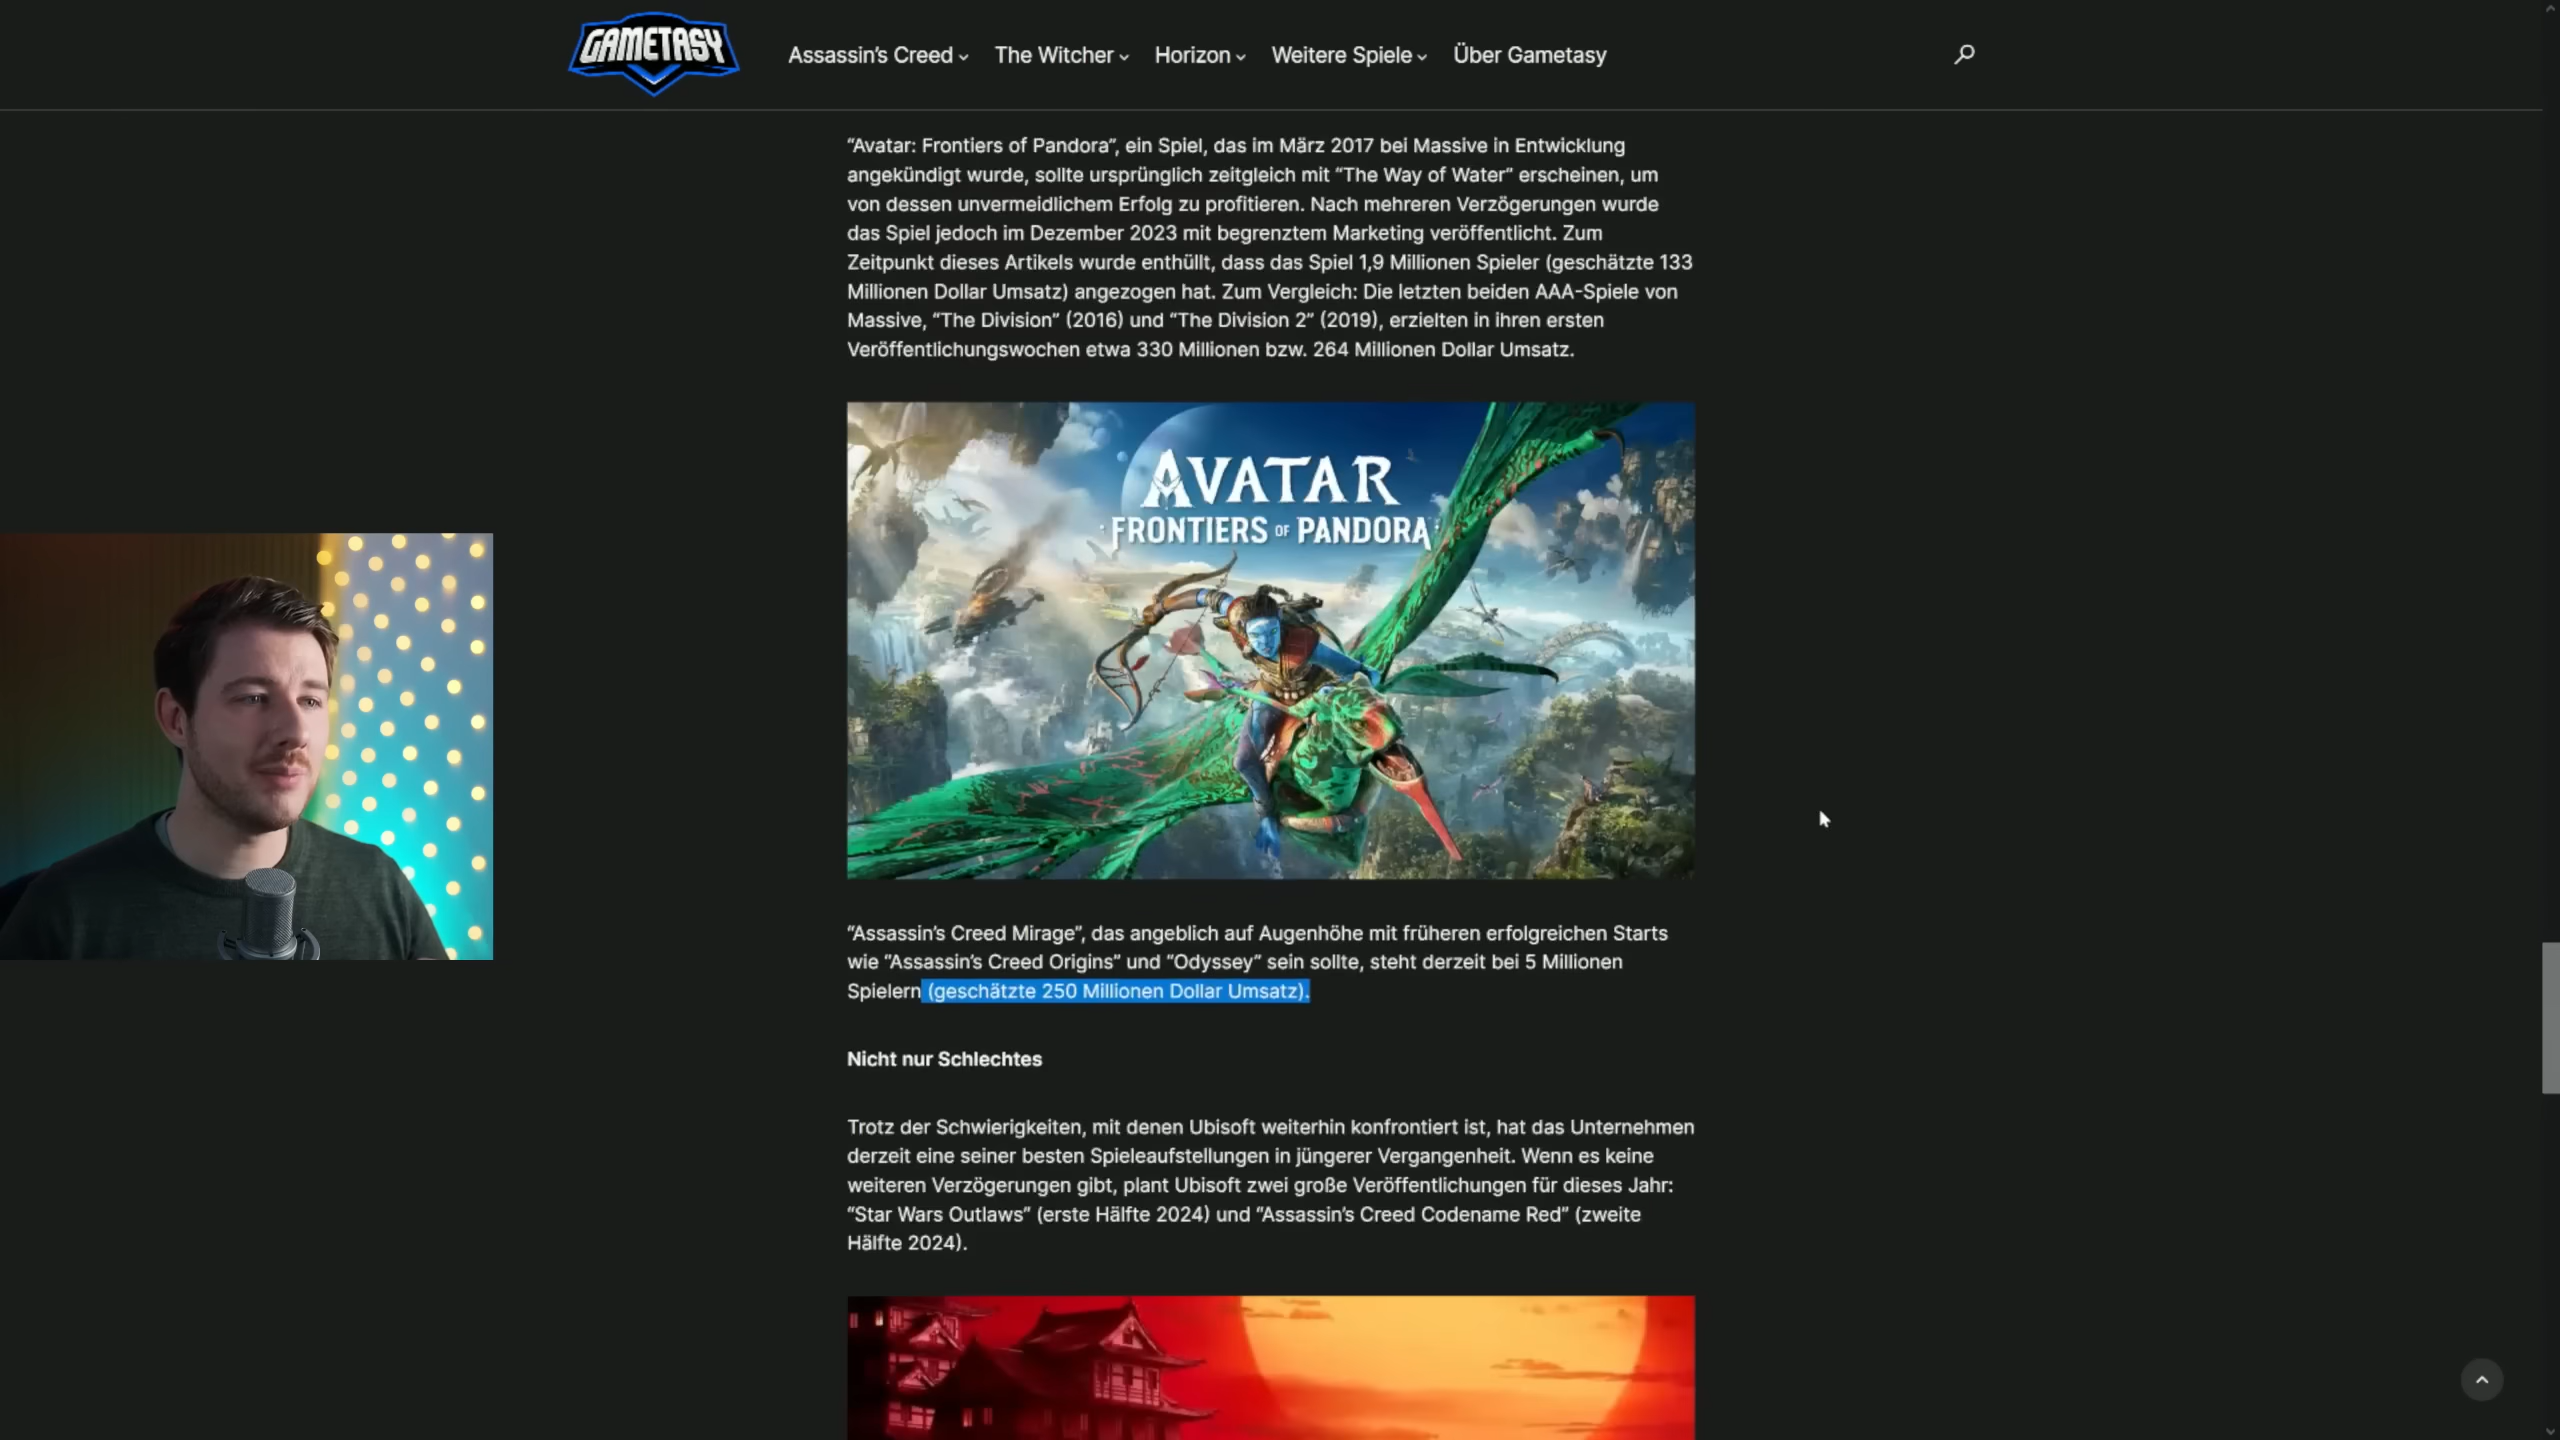 GAMETASY
Assassin's Creed The Witcher Horizon Weitere Spiele Über Gametasy
“Avatar: Frontiers of Pandora”, ein Spiel, das im März 2017 bei Massive in Entwicklung
angekündigt wurde, sollte ursprünglich zeitgleich mit “The Way of Water” erscheinen, um
von dessen unvermeidlichem Erfolg zu profitieren. Nach mehreren Verzögerungen wurde
das Spiel jedoch im Dezember 2023 mit begrenztem Marketing veröffentlicht. Zum
Zeitpunkt dieses Artikels wurde enthüllt, dass das Spiel 1,9 Millionen Spieler (geschätzte 133
Millionen Dollar Umsatz) angezogen hat. Zum Vergleich: Die letzten beiden AAA-Spiele von
Massive, “The Division” (2016) und “The Division 2” (2019), erzielten in ihren ersten
Veröffentlichungswochen etwa 330 Millionen bzw. 264 Millionen Dollar Umsatz.
AVATAR
FRONTIERS OF PANDORA
“Assassin's Creed Mirage”, das angeblich auf Augenhöhe mit früheren erfolgreichen Starts
wie “Assassin's Creed Origins” und “Odyssey” sein sollte, steht derzeit bei 5 Millionen
Spielern (geschätzte 250 Millionen Dollar Umsatz).
Nicht nur Schlechtes
Trotz der Schwierigkeiten, mit denen Ubisoft weiterhin konfrontiert ist, hat das Unternehmen
derzeit eine seiner besten Spieleaufstellungen in jüngerer Vergangenheit. Wenn es keine
weiteren Verzögerungen gibt, plant Ubisoft zwei große Veröffentlichungen für dieses Jahr:
“Star Wars Outlaws” (erste Hälfte 2024) und “Assassin's Creed Codename Red” (zweite
Hälfte 2024).